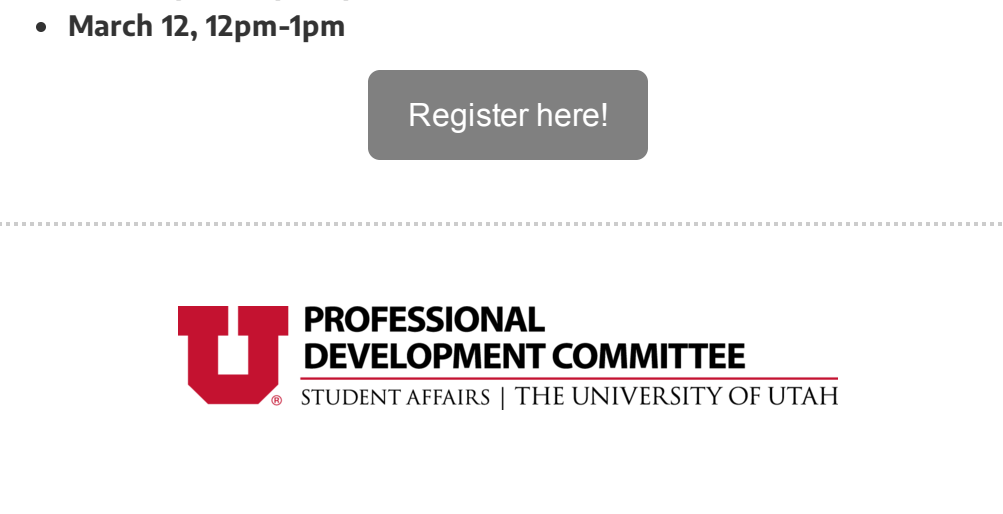 March 12, 12pm-1pm
Register here!
PROFESSIONAL
DEVELOPMENT COMMITTEE
STUDENT AFFAIRS | THE UNIVERSITY OF UTAH